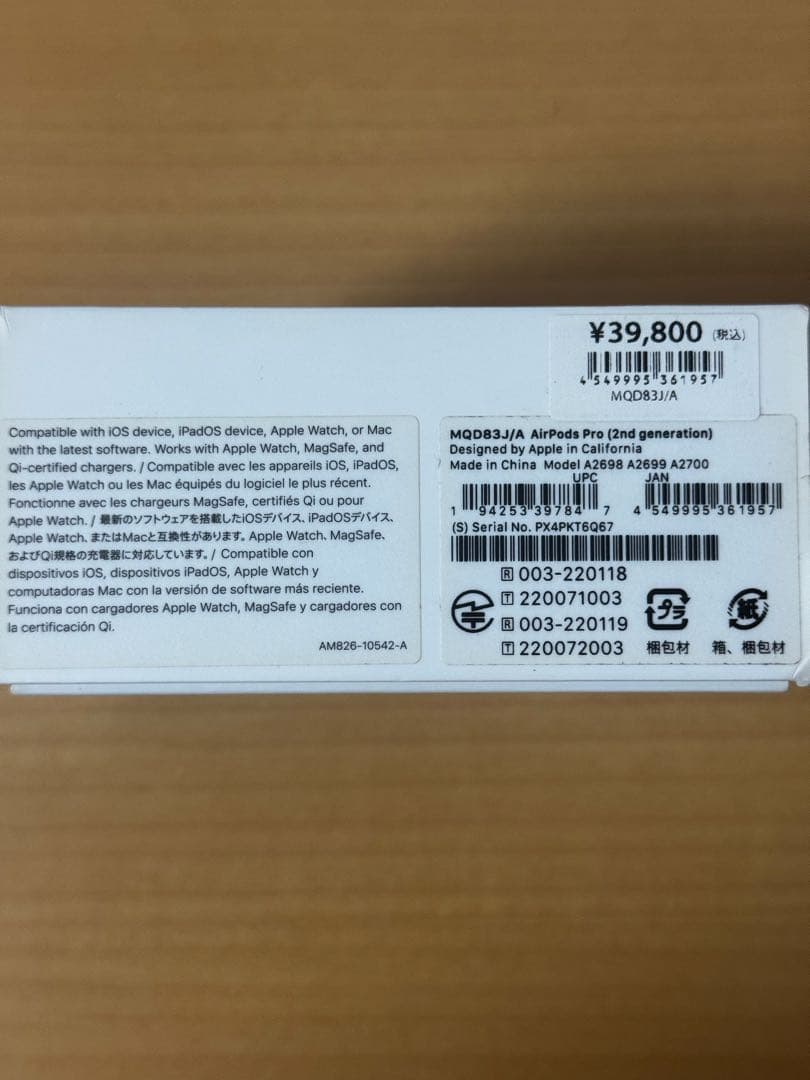 ¥39,800 (税込)
4 549995 361957
MQD83J/A
Compatible with iOS device, iPadOS device, Apple Watch, or Mac
with the latest software. Works with Apple Watch, MagSafe, and
Qi-certified chargers. / Compatible avec les appareils iOS, iPadOS,
les Apple Watch ou les Mac équipés du logiciel le plus récent.
Fonctionne avec les chargeurs MagSafe, certifiés Qi ou pour
Apple Watch. / 最新のソフトウェアを搭載したiOSデバイス、iPadOSデバイス、
Apple Watch、またはMacと互換性があります。Apple Watch、MagSafe、
およびQi規格の充電器に対応しています。/ Compatible con
dispositivos iOS, dispositivos iPadOS, Apple Watch y
computadoras Mac con la versión de software más reciente.
Funciona con cargadores Apple Watch, MagSafe y cargadores con
la certificación Qi.
AM826-10542-A
MQD83J/A AirPods Pro (2nd generation)
Designed by Apple in California
Made in China Model A2698 A2699 A2700
UPC JAN
1 94253 39784 7 4 549995 361957
(S) Serial No. PX4PKT6Q67
R 003-220118
T 220071003
R 003-220119
T 220072003
プラ
梱包材
紙
箱、梱包材